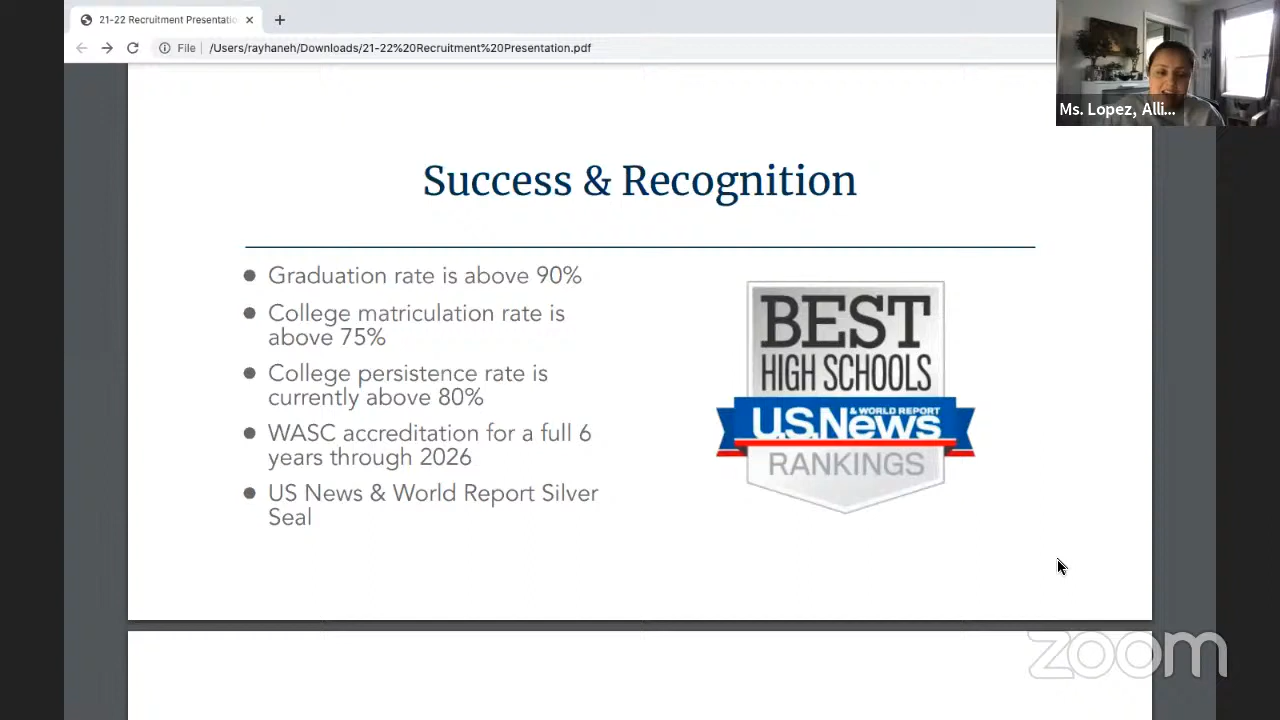 21-22 Recruitment Presentatio
File /Users/rayhaneh/Downloads/21-22%20Recruitment%20Presentation.pdf
Ms. Lopez, Alli...
Success & Recognition
Graduation rate is above 90%
College matriculation rate is
above 75%
College persistence rate is
currently above 80%
WASC accreditation for a full 6
years through 2026
US News & World Report Silver
Seal
BEST
HIGH SCHOOLS
U.S.News & WORLD REPORT
RANKINGS
zoom